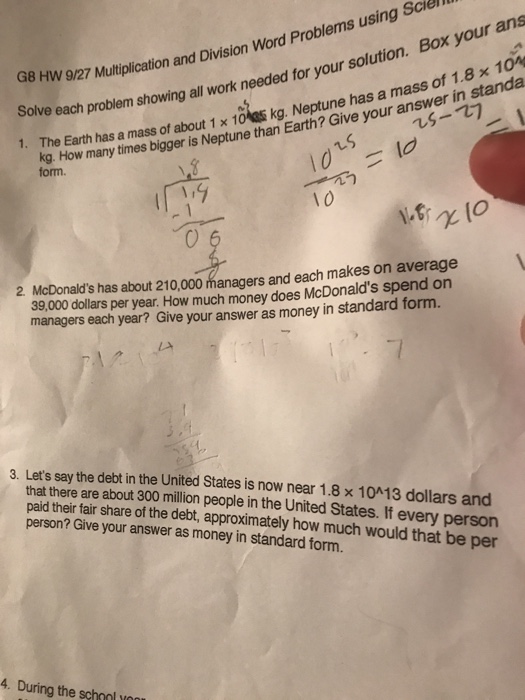 G8 HW 9/27 Multiplication and Division Word Problems using
Solve each problem showing all work needed for your solution. Box your ans
1. The Earth has a mass of about 1 x 10 kg. Neptune has a mass of 1.8 x 10^
kg. How many times bigger is Neptune than Earth? Give your answer in standa
form.
1.8
10^25 / 10^27 = 10 25-27 =
x 10
2. McDonald's has about 210,000 managers and each makes on average
39,000 dollars per year. How much money does McDonald's spend on
managers each year? Give your answer as money in standard form.
7
3. Let's say the debt in the United States is now near 1.8 x 10^13 dollars and
that there are about 300 million people in the United States. If every person
paid their fair share of the debt, approximately how much would that be per
person? Give your answer as money in standard form.
4. During the school